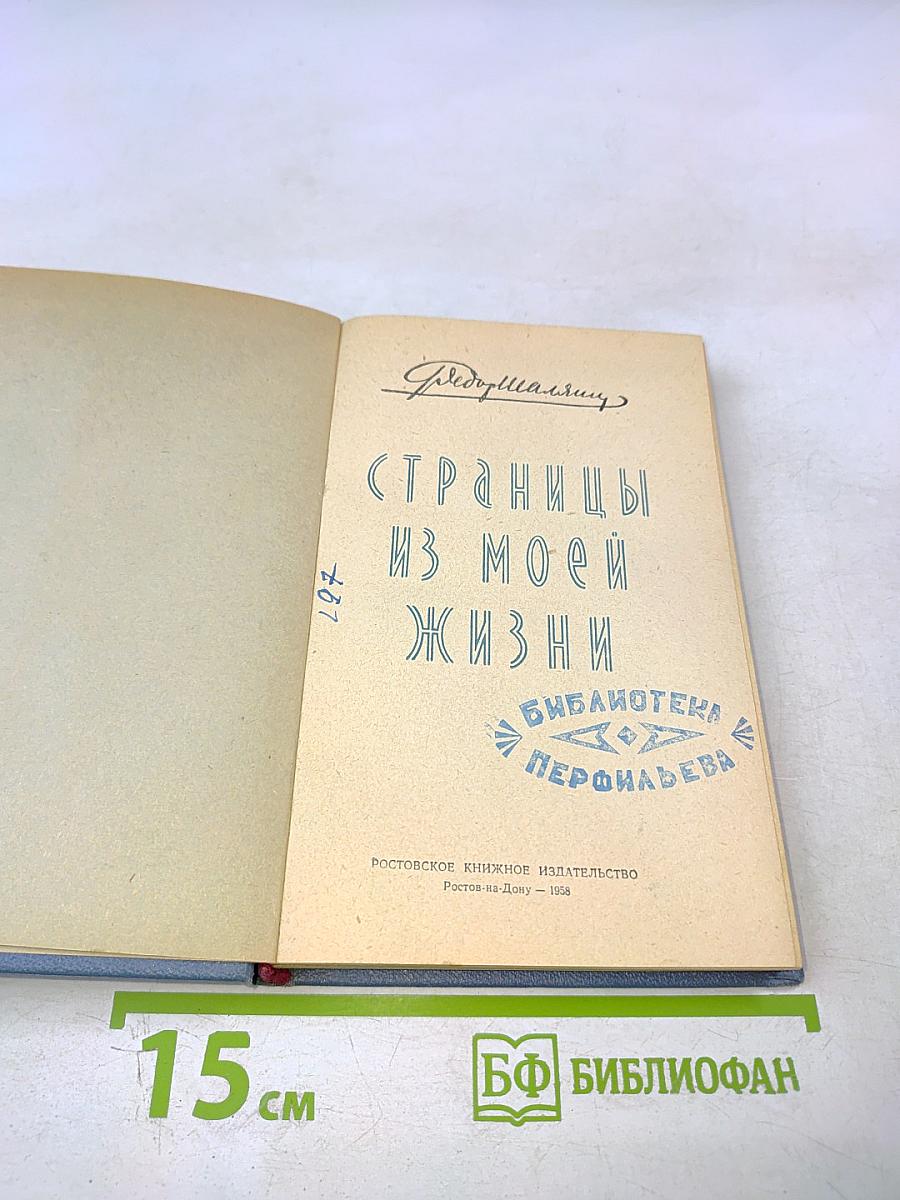 Федор Шаляпин
СТРАНИЦЫ
ИЗ МОЕЙ
ЖИЗНИ
787
БИБЛИОТЕКА
ПЕРФИЛЬЕВА
РОСТОВСКОЕ КНИЖНОЕ ИЗДАТЕЛЬСТВО
Ростов-на-Дону — 1958
15 см
БФ БИБЛИОФАН